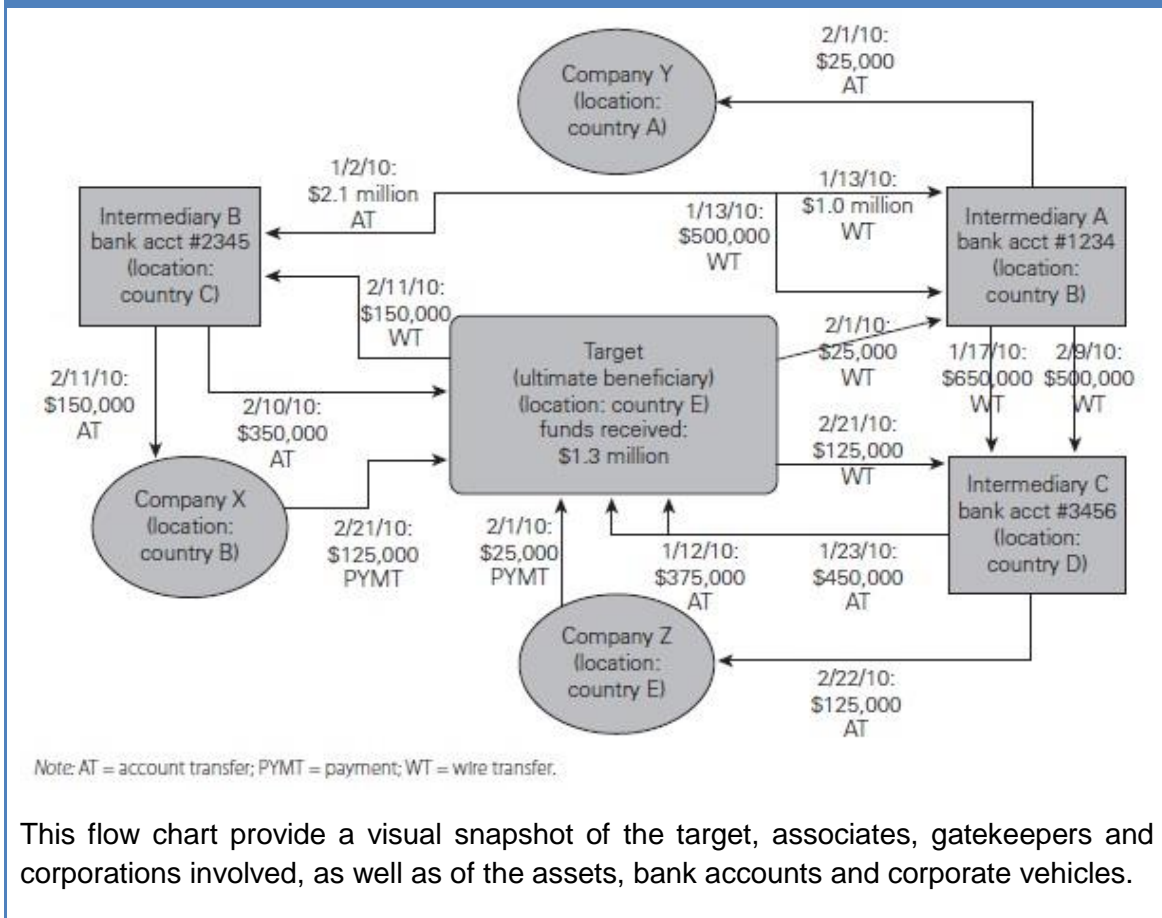 2/1/10:
$25,000
AT
Company Y
(location:
country A)
1/2/10:
$2.1 million
AT
1/13/10:
$1.0 million
WT
1/13/10:
$500,000
WT
Intermediary B
bank acct #2345
(location:
country C)
Intermediary A
bank acct #1234
(location:
country B)
2/11/10:
$150,000
WT
Target
(ultimate beneficiary)
(location: country E)
funds received:
$1.3 million
2/1/10:
$25,000
WT
1/17/10:
$650,000
WT
2/9/10:
$500,000
WT
2/11/10:
$150,000
AT
2/10/10:
$350,000
AT
2/21/10:
$125,000
WT
Company X
(location:
country B)
Intermediary C
bank acct #3456
(location:
country D)
2/21/10:
$125,000
PYMT
2/1/10:
$25,000
PYMT
1/12/10:
$375,000
AT
1/23/10:
$450,000
AT
Company Z
(location:
country E)
2/22/10:
$125,000
AT
Note: AT = account transfer; PYMT = payment; WT = wire transfer.
This flow chart provide a visual snapshot of the target, associates, gatekeepers and
corporations involved, as well as of the assets, bank accounts and corporate vehicles.